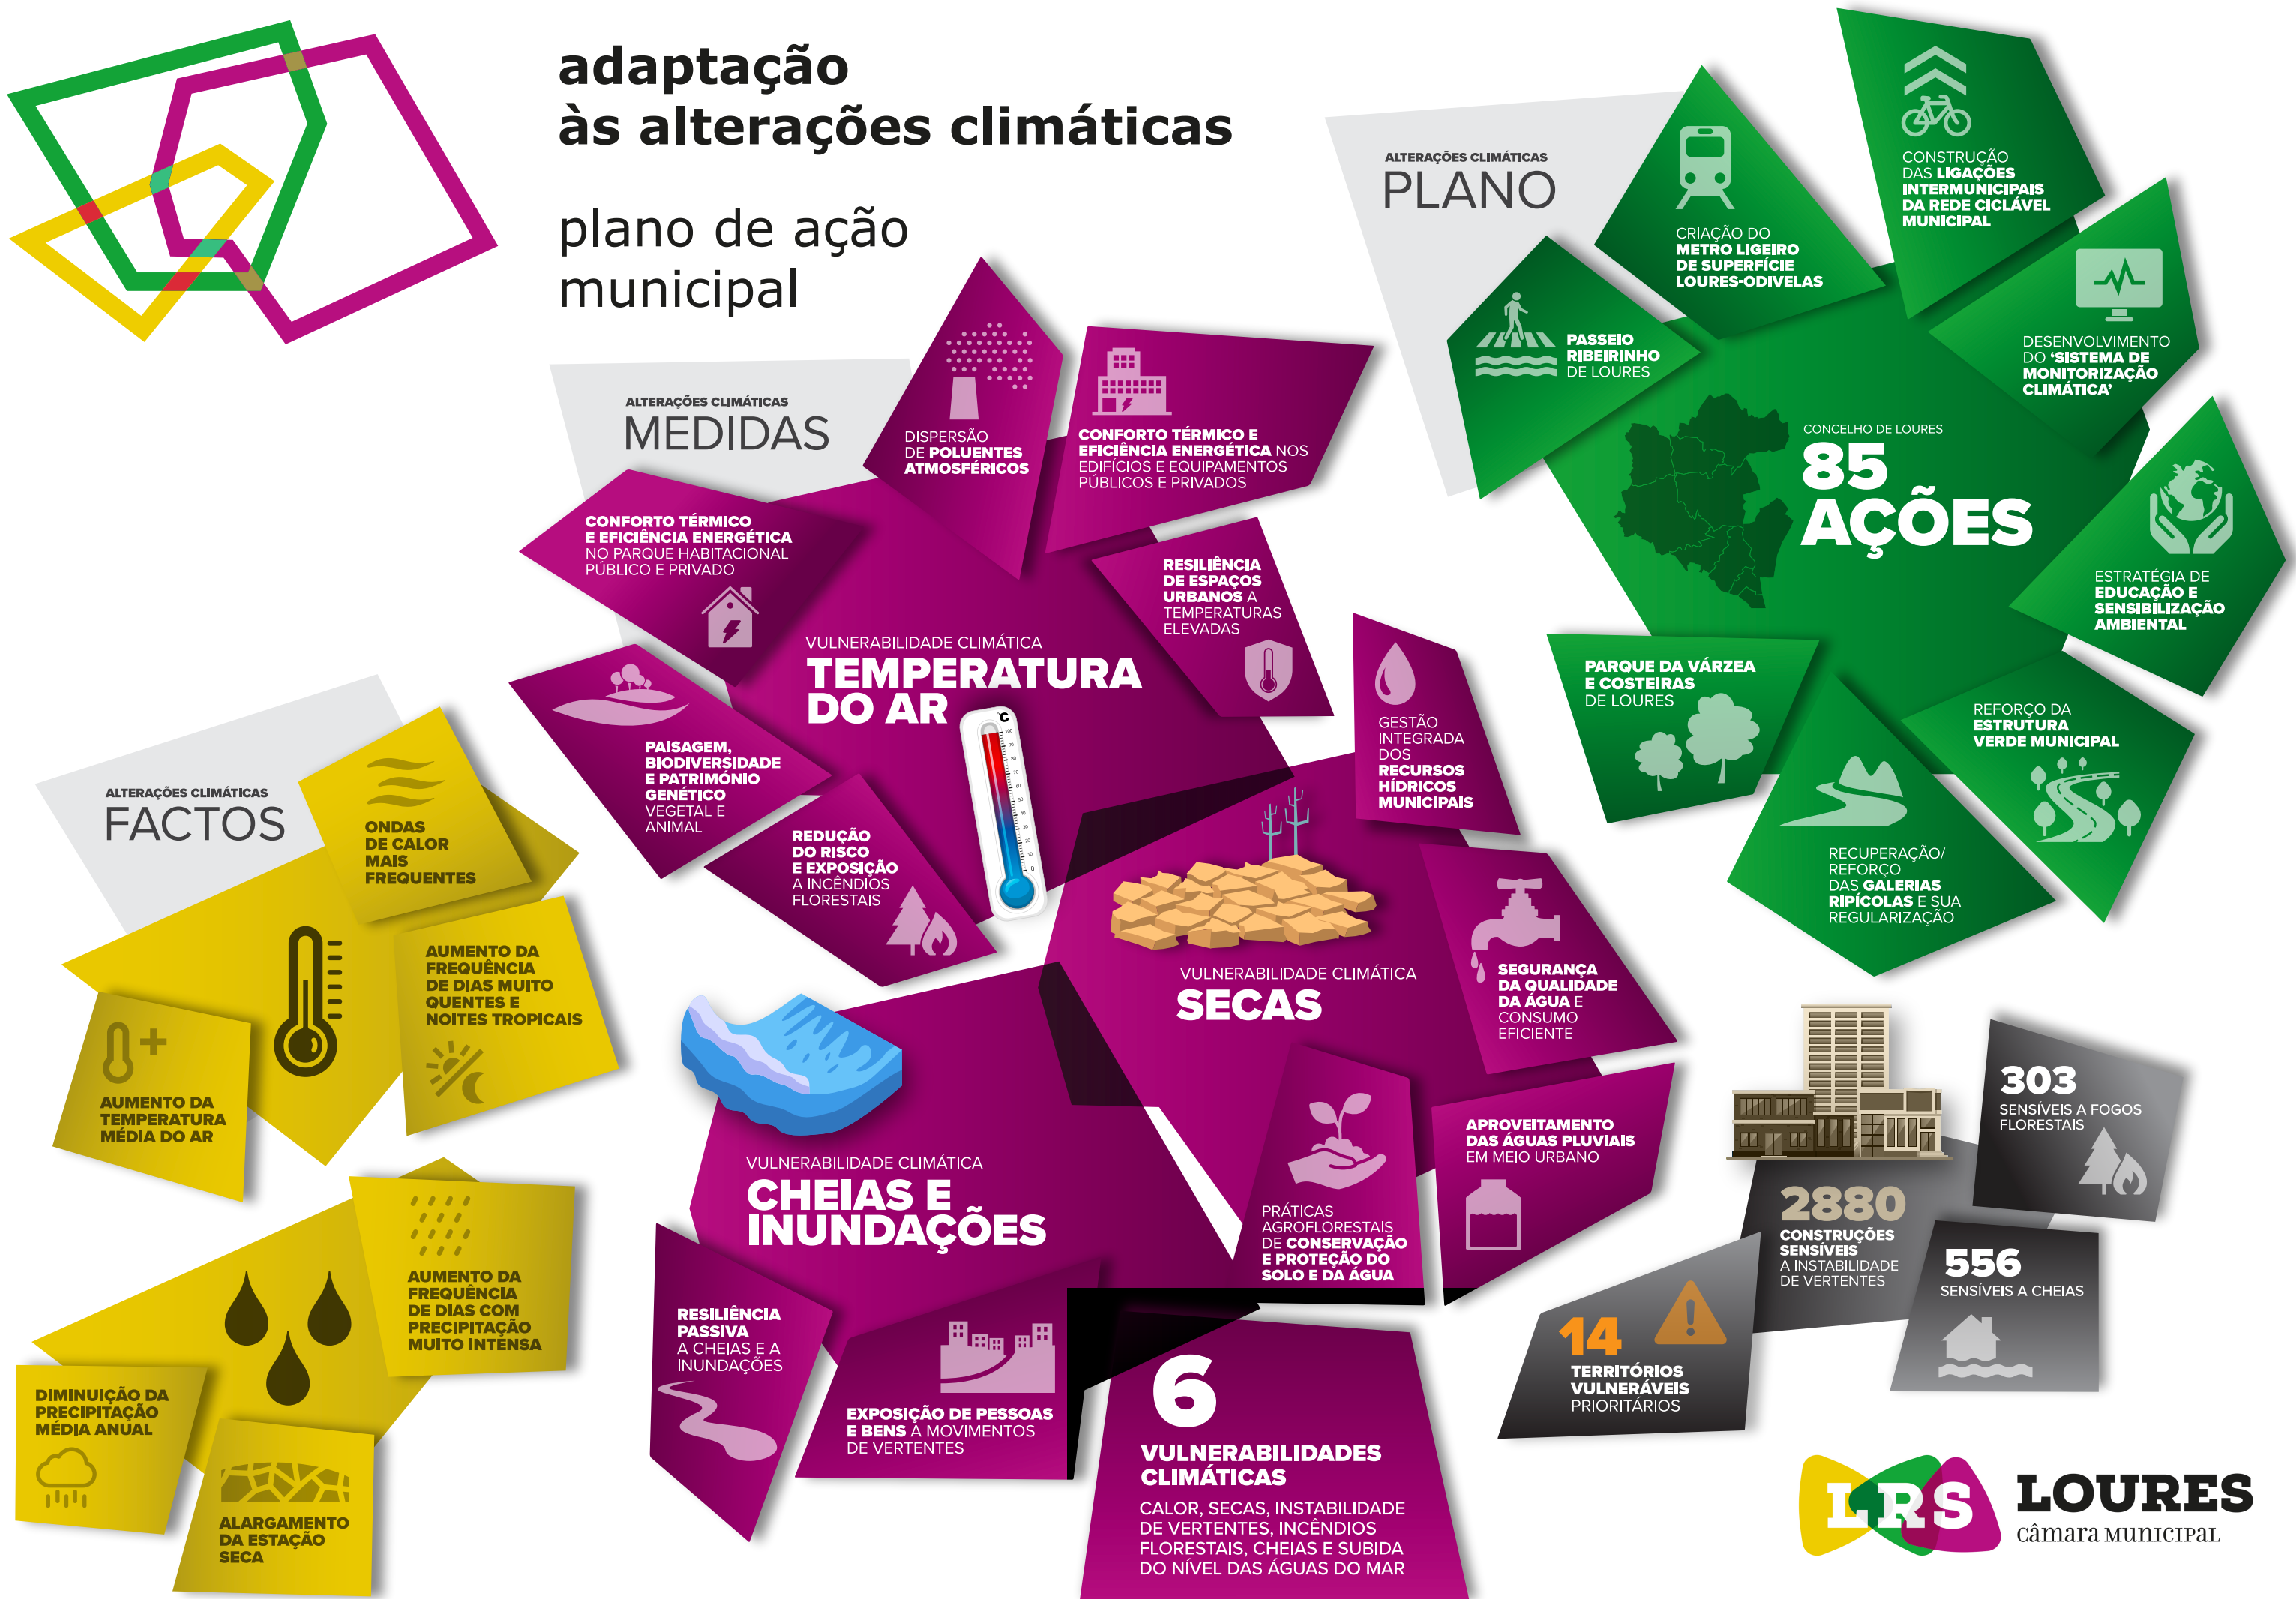 adaptação
às alterações climáticas
plano de ação
municipal
ALTERAÇÕES CLIMÁTICAS
FACTOS
ONDAS
DE CALOR
MAIS
FREQUENTES
AUMENTO DA
FREQUÊNCIA
DE DIAS MUITO
QUENTES E
NOITES TROPICAIS
AUMENTO DA
TEMPERATURA
MÉDIA DO AR
AUMENTO DA
FREQUÊNCIA
DE DIAS COM
PRECIPITAÇÃO
MUITO INTENSA
DIMINUIÇÃO DA
PRECIPITAÇÃO
MÉDIA ANUAL
ALARGAMENTO
DA ESTAÇÃO
SECA
ALTERAÇÕES CLIMÁTICAS
MEDIDAS
DISPERSÃO
DE POLUENTES
ATMOSFÉRICOS
CONFORTO TÉRMICO E
EFICIÊNCIA ENERGÉTICA NOS
EDIFÍCIOS E EQUIPAMENTOS
PÚBLICOS E PRIVADOS
CONFORTO TÉRMICO
E EFICIÊNCIA ENERGÉTICA
NO PARQUE HABITACIONAL
PÚBLICO E PRIVADO
RESILIÊNCIA
DE ESPAÇOS
URBANOS A
TEMPERATURAS
ELEVADAS
VULNERABILIDADE CLIMÁTICA
TEMPERATURA
DO AR
°C
100
90
80
70
60
50
40
30
20
10
0
PAISAGEM,
BIODIVERSIDADE
E PATRIMÓNIO
GENÉTICO
VEGETAL E
ANIMAL
REDUÇÃO
DO RISCO
E EXPOSIÇÃO
A INCÊNDIOS
FLORESTAIS
GESTÃO
INTEGRADA
DOS
RECURSOS
HÍDRICOS
MUNICIPAIS
VULNERABILIDADE CLIMÁTICA
SECAS
SEGURANÇA
DA QUALIDADE
DA ÁGUA E
CONSUMO
EFICIENTE
APROVEITAMENTO
DAS ÁGUAS PLUVIAIS
EM MEIO URBANO
PRÁTICAS
AGROFLORESTAIS
DE CONSERVAÇÃO
E PROTEÇÃO DO
SOLO E DA ÁGUA
VULNERABILIDADE CLIMÁTICA
CHEIAS E
INUNDAÇÕES
RESILIÊNCIA
PASSIVA
A CHEIAS E A
INUNDAÇÕES
EXPOSIÇÃO DE PESSOAS
E BENS A MOVIMENTOS
DE VERTENTES
6
VULNERABILIDADES
CLIMÁTICAS
CALOR, SECAS, INSTABILIDADE
DE VERTENTES, INCÊNDIOS
FLORESTAIS, CHEIAS E SUBIDA
DO NÍVEL DAS ÁGUAS DO MAR
ALTERAÇÕES CLIMÁTICAS
PLANO
PASSEIO
RIBEIRINHO
DE LOURES
CRIAÇÃO DO
METRO LIGEIRO
DE SUPERFÍCIE
LOURES-ODIVELAS
CONSTRUÇÃO
DAS LIGAÇÕES
INTERMUNICIPAIS
DA REDE CICLÁVEL
MUNICIPAL
DESENVOLVIMENTO
DO ‘SISTEMA DE
MONITORIZAÇÃO
CLIMÁTICA’
CONCELHO DE LOURES
85
AÇÕES
ESTRATÉGIA DE
EDUCAÇÃO E
SENSIBILIZAÇÃO
AMBIENTAL
PARQUE DA VÁRZEA
E COSTEIRAS
DE LOURES
REFORÇO DA
ESTRUTURA
VERDE MUNICIPAL
RECUPERAÇÃO/
REFORÇO
DAS GALERIAS
RIPÍCOLAS E SUA
REGULARIZAÇÃO
303
SENSÍVEIS A FOGOS
FLORESTAIS
2880
CONSTRUÇÕES
SENSÍVEIS
A INSTABILIDADE
DE VERTENTES
556
SENSÍVEIS A CHEIAS
14
TERRITÓRIOS
VULNERÁVEIS
PRIORITÁRIOS
LRS
LOURES
câmara MUNICIPAL